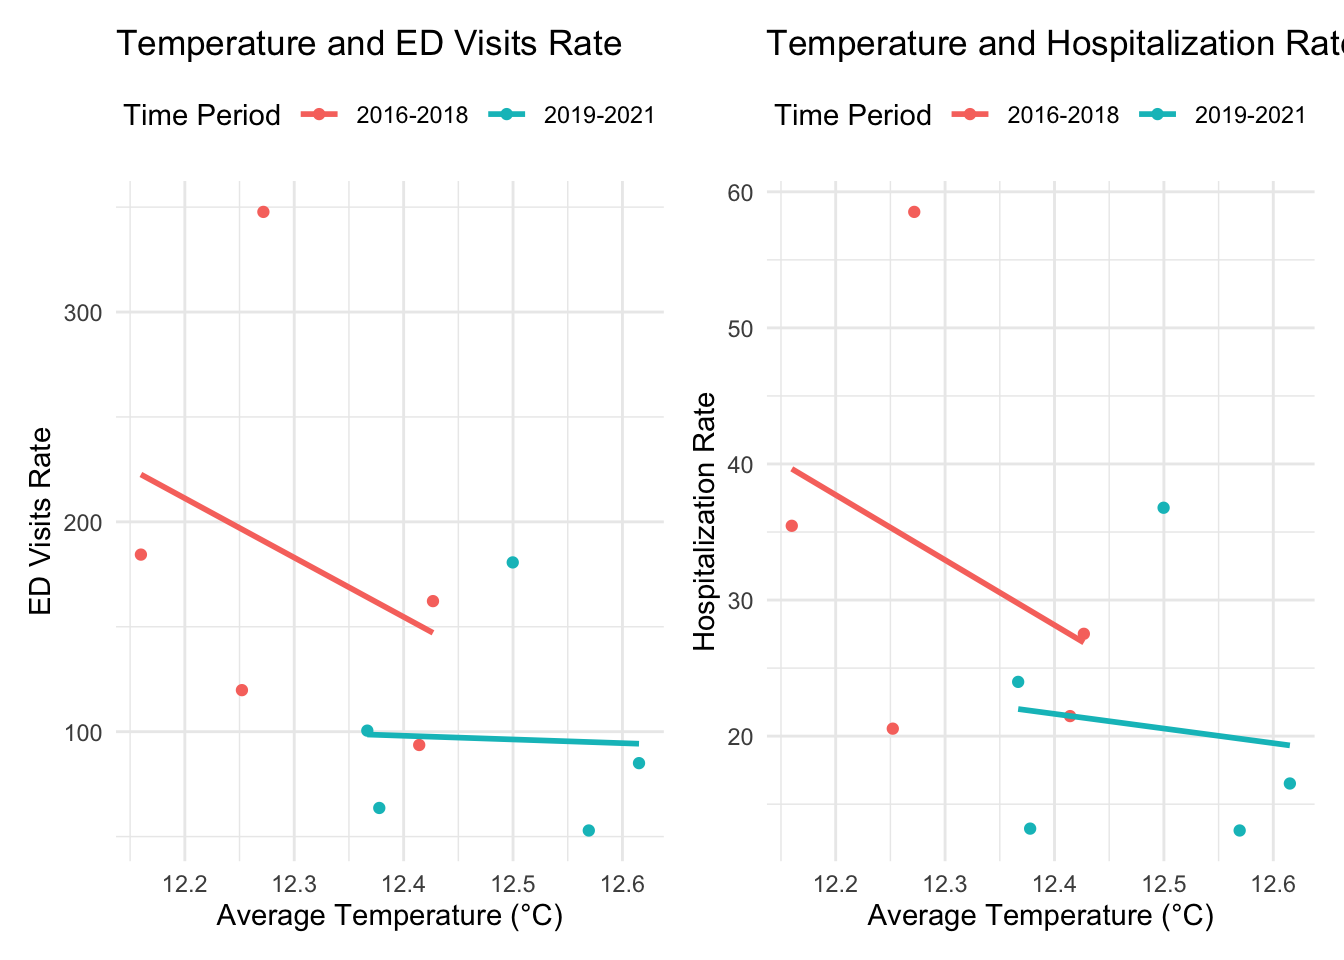 Temperature and ED Visits Rate
Time Period 2016-2018 2019-2021
300
200
100
ED Visits Rate
12.2 12.3 12.4 12.5 12.6
Average Temperature (°C)
Temperature and Hospitalization Rate
Time Period 2016-2018 2019-2021
60
50
40
30
20
Hospitalization Rate
12.2 12.3 12.4 12.5 12.6
Average Temperature (°C)